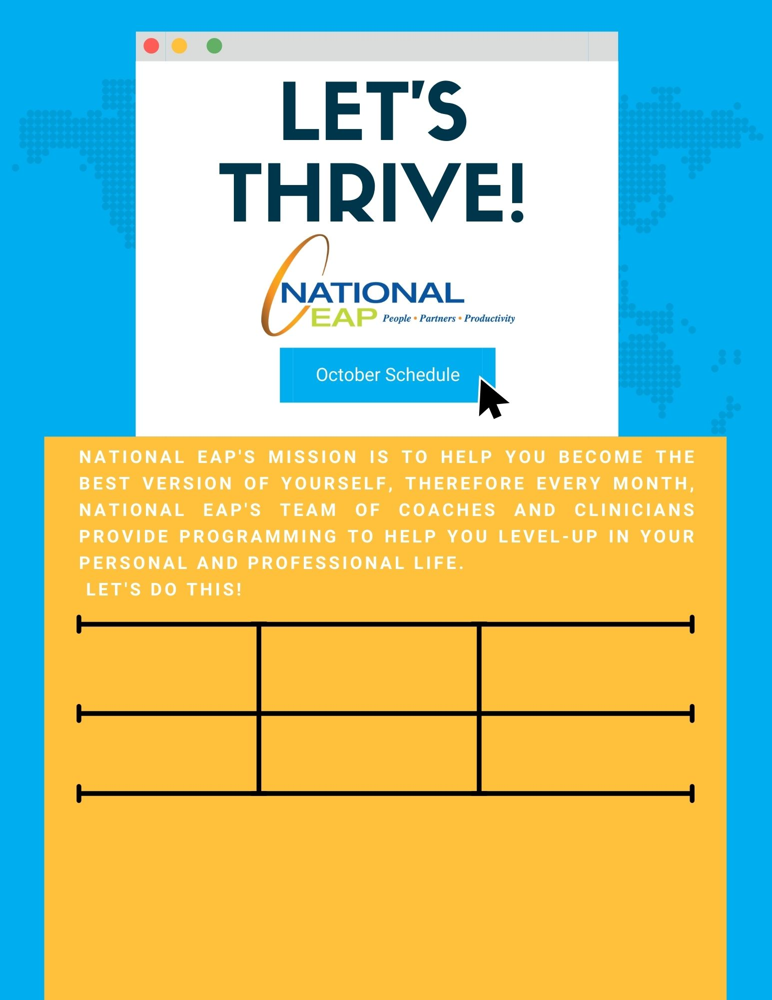 LET'S
THRIVE!
NATIONAL
EAP People • Partners • Productivity
October Schedule
NATIONAL EAP'S MISSION IS TO HELP YOU BECOME THE
BEST VERSION OF YOURSELF, THEREFORE EVERY MONTH,
NATIONAL EAP'S TEAM OF COACHES AND CLINICIANS
PROVIDE PROGRAMMING TO HELP YOU LEVEL-UP IN YOUR
PERSONAL AND PROFESSIONAL LIFE.
LET'S DO THIS!